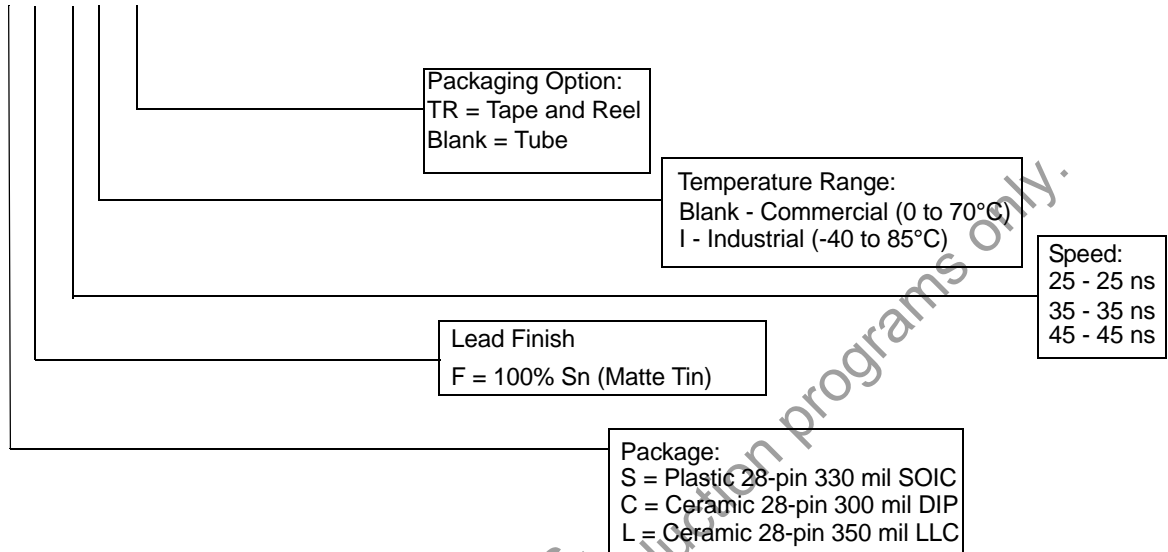 Packaging Option:
TR = Tape and Reel
Blank = Tube
Temperature Range:
Blank - Commercial (0 to 70°C)
I - Industrial (-40 to 85°C)
Speed:
25 - 25 ns
35 - 35 ns
45 - 45 ns
Lead Finish
F = 100% Sn (Matte Tin)
Package:
S = Plastic 28-pin 330 mil SOIC
C = Ceramic 28-pin 300 mil DIP
L = Ceramic 28-pin 350 mil LLC
programs only.